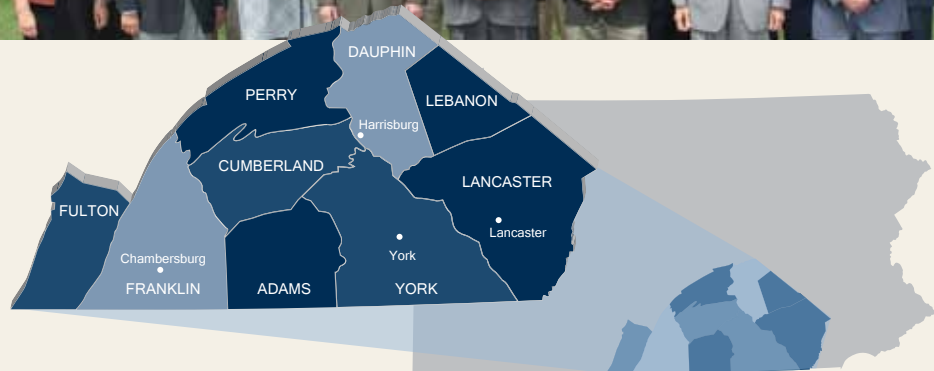 DAUPHIN
PERRY
LEBANON
Harrisburg
CUMBERLAND
LANCASTER
FULTON
Lancaster
York
Chambersburg
FRANKLIN
ADAMS
YORK